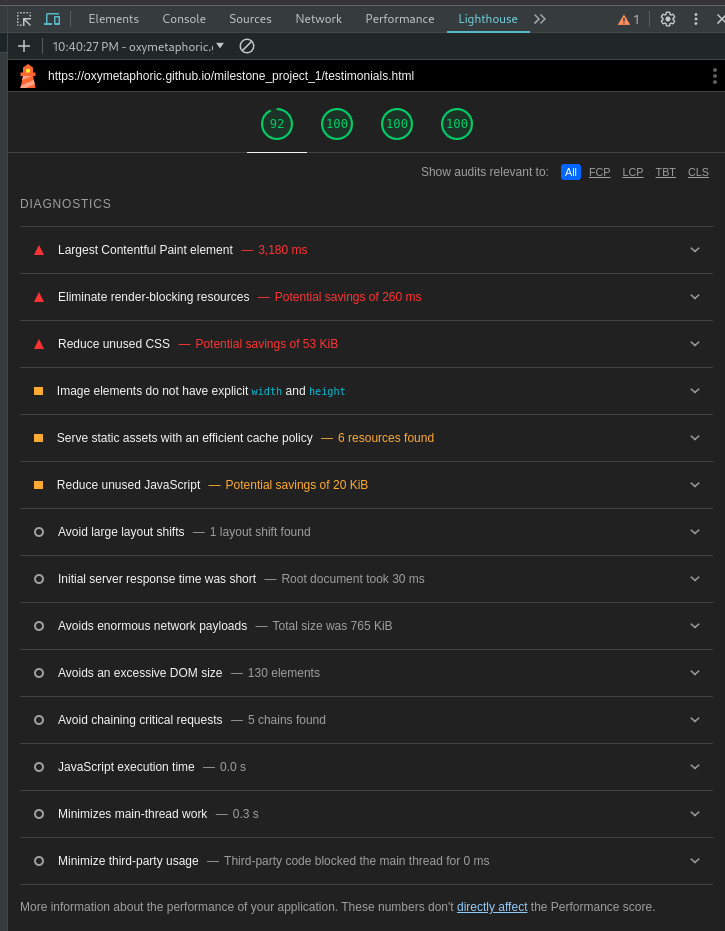 Elements Console Sources Network Performance Lighthouse 1
10:40:27 PM - oxymetaphoric.
https://oxymetaphoric.github.io/milestone_project_1/testimonials.html
92 100 100 100
Show audits relevant to: All FCP LCP TBT CLS
DIAGNOSTICS
Largest Contentful Paint element — 3,180 ms
Eliminate render-blocking resources — Potential savings of 260 ms
Reduce unused CSS — Potential savings of 53 KiB
Image elements do not have explicit width and height
Serve static assets with an efficient cache policy — 6 resources found
Reduce unused JavaScript — Potential savings of 20 KiB
Avoid large layout shifts — 1 layout shift found
Initial server response time was short — Root document took 30 ms
Avoids enormous network payloads — Total size was 765 KiB
Avoids an excessive DOM size — 130 elements
Avoid chaining critical requests — 5 chains found
JavaScript execution time — 0.0 s
Minimizes main-thread work — 0.3 s
Minimize third-party usage — Third-party code blocked the main thread for 0 ms
More information about the performance of your application. These numbers don't directly affect the Performance score.